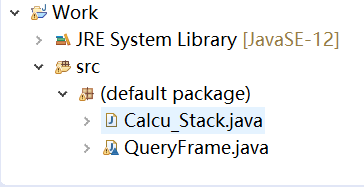 Work
JRE System Library [JavaSE-12]
src
(default package)
Calcu_Stack.java
QueryFrame.java